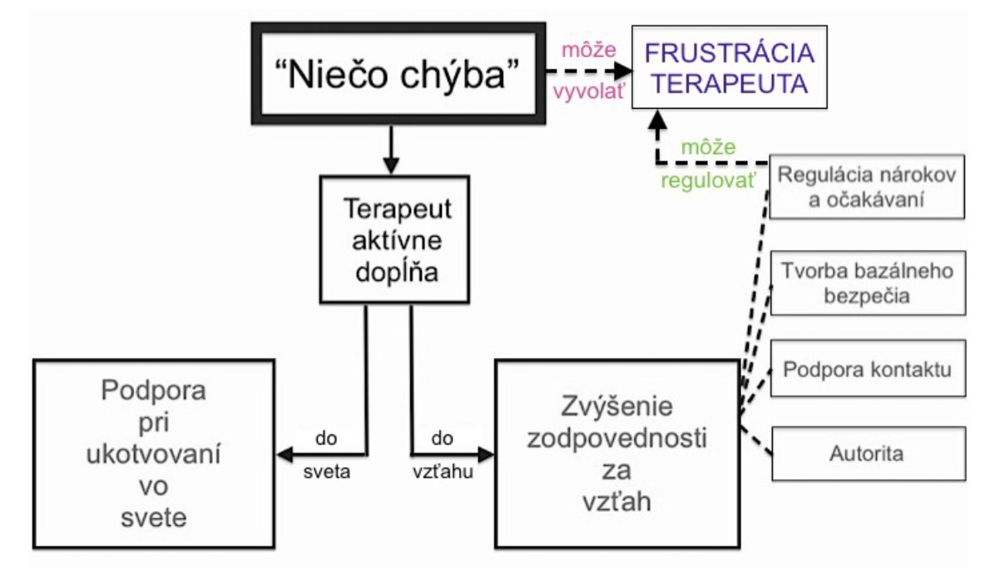 “Niečo chýba”
môže
vyvolať
FRUSTRÁCIA
TERAPEUTA
môže
regulovať
Regulácia nárokov
a očakávaní
Terapeut
aktívne
dopĺňa
Tvorba bazálneho
bezpečia
Podpora kontaktu
Autorita
Podpora
pri
ukotvovaní
vo
svete
do
sveta
do
vzťahu
Zvýšenie
zodpovednosti
za
vzťah